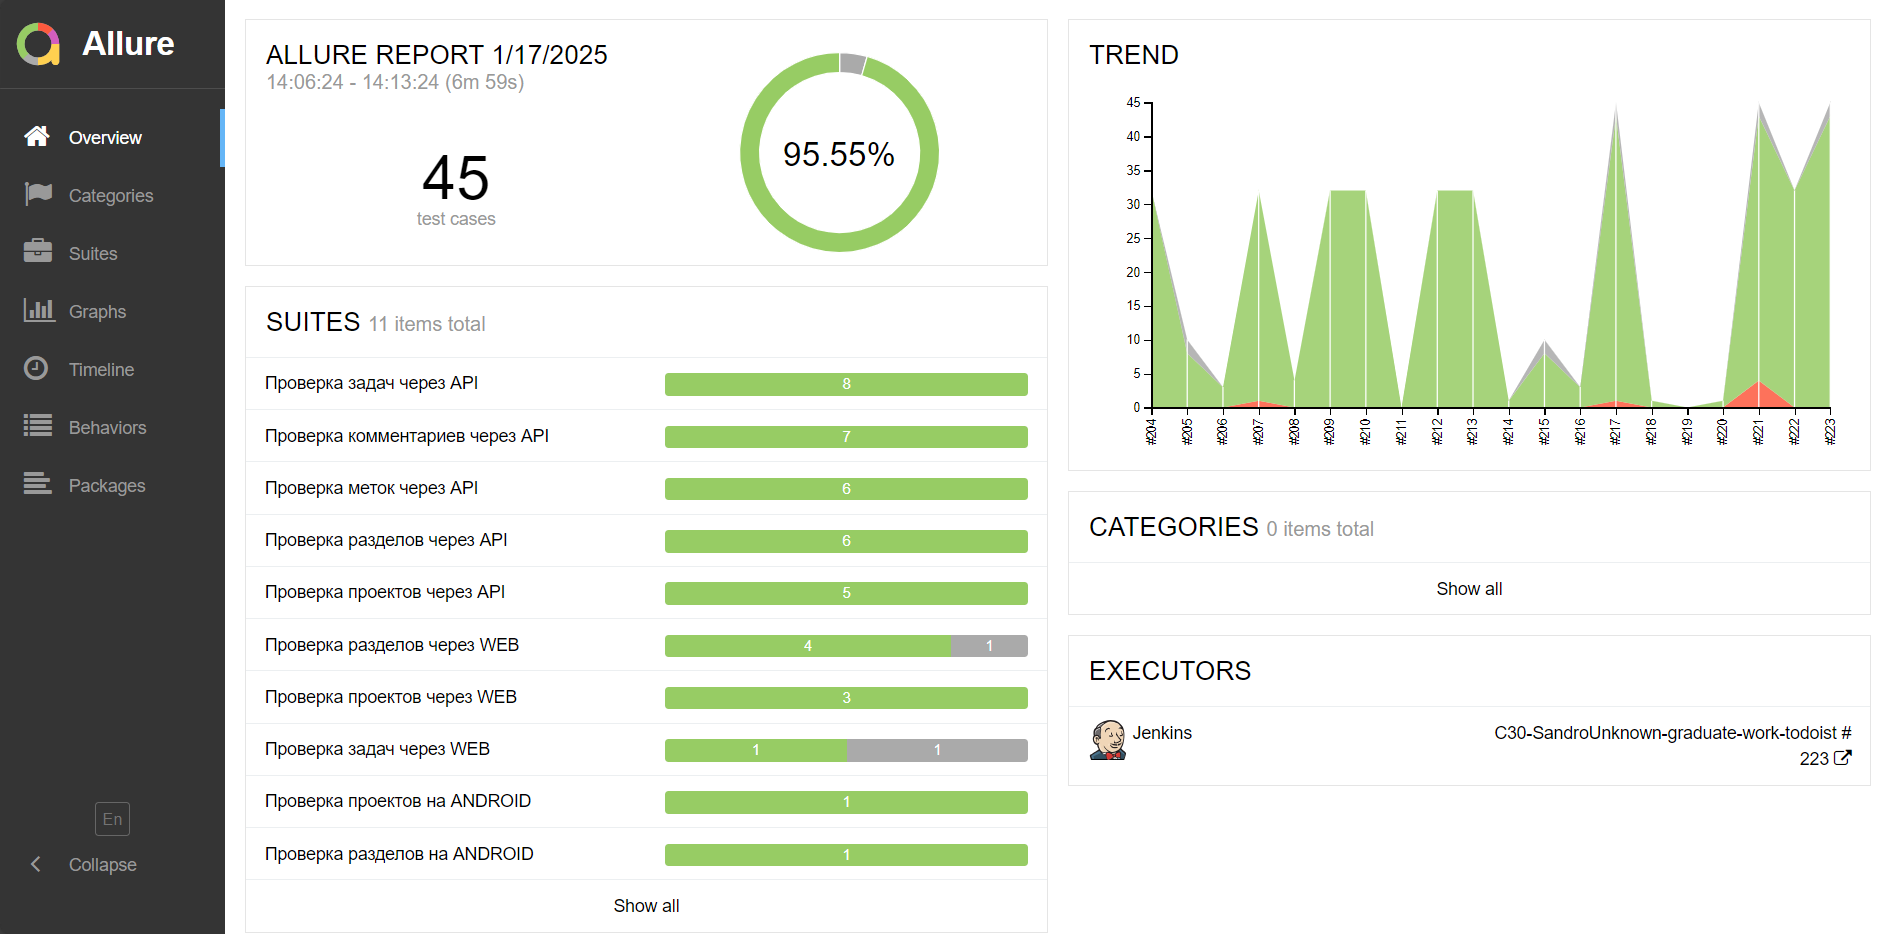 Allure
Overview
Categories
Suites
Graphs
Timeline
Behaviors
Packages
En
Collapse
ALLURE REPORT 1/17/2025
14:06:24 - 14:13:24 (6m 59s)
45
test cases
95.55%
SUITES 11 items total
Проверка задач через API 8
Проверка комментариев через API 7
Проверка меток через API 6
Проверка разделов через API 6
Проверка проектов через API 5
Проверка разделов через WEB 4 1
Проверка проектов через WEB 3
Проверка задач через WEB 1 1
Проверка проектов на ANDROID 1
Проверка разделов на ANDROID 1
Show all
TREND
45
40
35
30
25
20
15
10
5
0
#204 #205 #206 #207 #208 #209 #210 #211 #212 #213 #214 #215 #216 #217 #218 #219 #220 #221 #222 #223
CATEGORIES 0 items total
Show all
EXECUTORS
Jenkins C30-SandroUnknown-graduate-work-todoist #
223